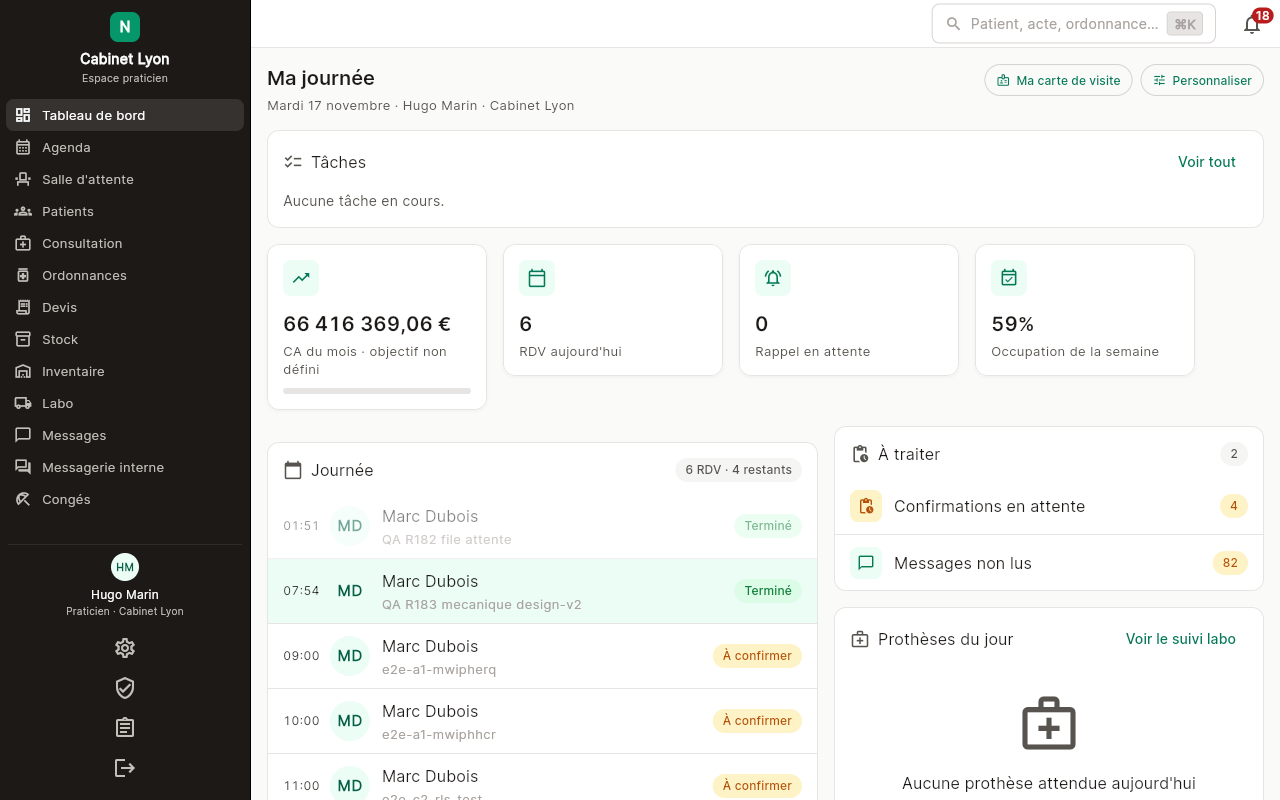 N
Cabinet Lyon
Espace praticien
Tableau de bord
Agenda
Salle d'attente
Patients
Consultation
Ordonnances
Devis
Stock
Inventaire
Labo
Messages
Messagerie interne
Congés
HM
Hugo Marin
Praticien · Cabinet Lyon
Patient, acte, ordonnance... ⌘K
18
Ma journée
Mardi 17 novembre · Hugo Marin · Cabinet Lyon
Ma carte de visite
Personnaliser
Tâches
Voir tout
Aucune tâche en cours.
66 416 369,06 €
CA du mois · objectif non
défini
6
RDV aujourd'hui
0
Rappel en attente
59%
Occupation de la semaine
Journée
6 RDV · 4 restants
01:51 MD Marc Dubois Terminé
QA R182 file attente
07:54 MD Marc Dubois Terminé
QA R183 mecanique design-v2
09:00 MD Marc Dubois À confirmer
e2e-a1-mwipherq
10:00 MD Marc Dubois À confirmer
e2e-a1-mwiphhcr
11:00 MD Marc Dubois À confirmer
e2e-c2-rls-test
À traiter 2
Confirmations en attente 4
Messages non lus 82
Prothèses du jour
Voir le suivi labo
Aucune prothèse attendue aujourd'hui